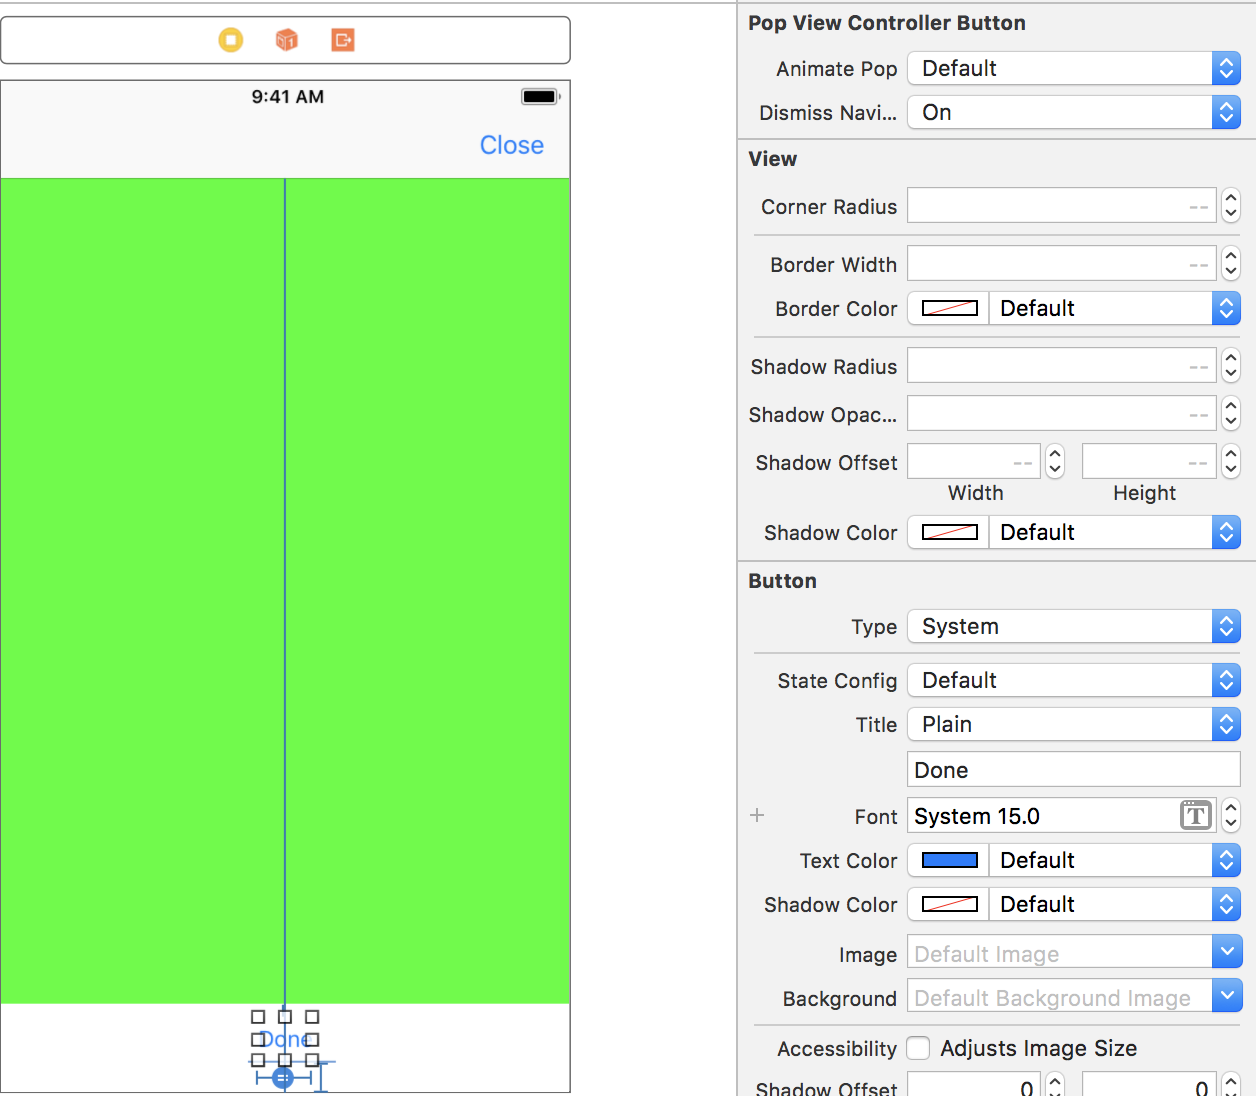 9:41 AM
Close
Done
Pop View Controller Button
Animate Pop Default
Dismiss Navi... On
View
Corner Radius --
Border Width --
Border Color Default
Shadow Radius --
Shadow Opac... --
Shadow Offset -- --
Width Height
Shadow Color Default
Button
Type System
State Config Default
Title Plain
Done
Font System 15.0 T
Text Color Default
Shadow Color Default
Image Default Image
Background Default Background Image
Accessibility Adjusts Image Size
Shadow Offset 0 0